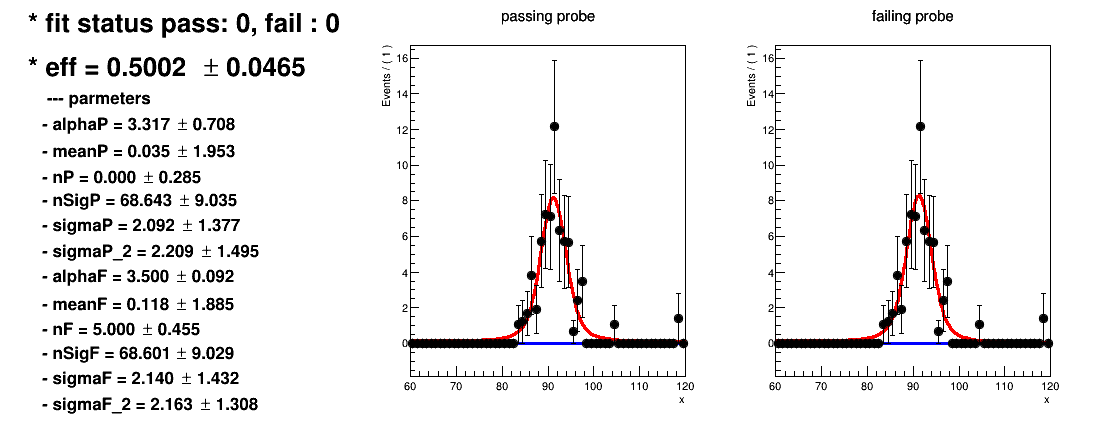 * fit status pass: 0, fail : 0
* eff = 0.5002 ± 0.0465
--- parmeters
- alphaP = 3.317 ± 0.708
- meanP = 0.035 ± 1.953
- nP = 0.000 ± 0.285
- nSigP = 68.643 ± 9.035
- sigmaP = 2.092 ± 1.377
- sigmaP_2 = 2.209 ± 1.495
- alphaF = 3.500 ± 0.092
- meanF = 0.118 ± 1.885
- nF = 5.000 ± 0.455
- nSigF = 68.601 ± 9.029
- sigmaF = 2.140 ± 1.432
- sigmaF_2 = 2.163 ± 1.308
passing probe
Events / ( 1 )
16
14
12
10
8
6
4
2
0
60 70 80 90 100 110 120
x
failing probe
Events / ( 1 )
16
14
12
10
8
6
4
2
0
60 70 80 90 100 110 120
x